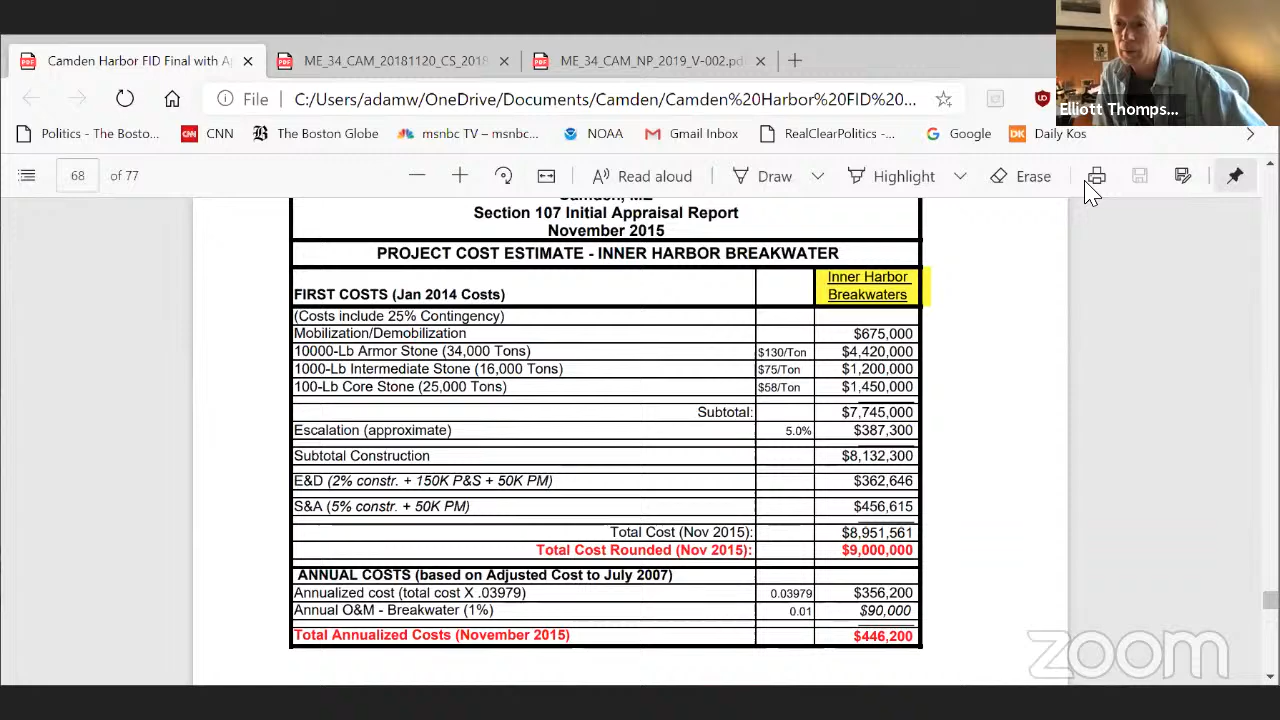 Camden Harbor FID Final with Ap
ME_34_CAM_20181120_CS_2018
ME_34_CAM_NP_2019_V-002.pd
File C:/Users/adamw/OneDrive/Documents/Camden/Camden%20Harbor%20FID%20...
Elliott Thomps...
Politics - The Bosto... CNN The Boston Globe msnbc TV – msnbc... NOAA Gmail Inbox RealClearPolitics -... Google Daily Kos
68 of 77 Read aloud Draw Highlight Erase
Camden, ME
Section 107 Initial Appraisal Report
November 2015
PROJECT COST ESTIMATE - INNER HARBOR BREAKWATER
Inner Harbor
FIRST COSTS (Jan 2014 Costs) Breakwaters
(Costs include 25% Contingency)
Mobilization/Demobilization $675,000
10000-Lb Armor Stone (34,000 Tons) $130/Ton $4,420,000
1000-Lb Intermediate Stone (16,000 Tons) $75/Ton $1,200,000
100-Lb Core Stone (25,000 Tons) $58/Ton $1,450,000
Subtotal: $7,745,000
Escalation (approximate) 5.0% $387,300
Subtotal Construction $8,132,300
E&D (2% constr. + 150K P&S + 50K PM) $362,646
S&A (5% constr. + 50K PM) $456,615
Total Cost (Nov 2015): $8,951,561
Total Cost Rounded (Nov 2015): $9,000,000
ANNUAL COSTS (based on Adjusted Cost to July 2007)
Annualized cost (total cost X .03979) 0.03979 $356,200
Annual O&M - Breakwater (1%) 0.01 $90,000
Total Annualized Costs (November 2015) $446,200
zoom